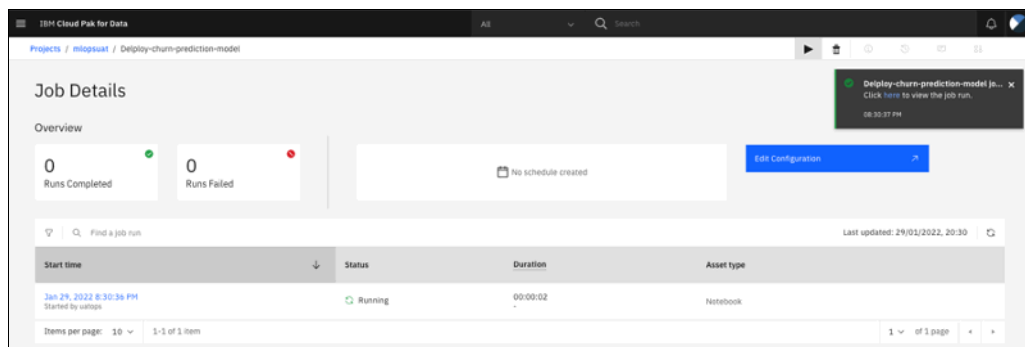 IBM Cloud Pak for Data All Search
Projects / mlopsuat / Delploy-churn-prediction-model
Delploy-churn-prediction-model jo...
Click here to view the job run.
08:30:37 PM
Job Details
Overview
0
Runs Completed
0
Runs Failed
No schedule created
Edit Configuration
Find a job run Last updated: 29/01/2022, 20:30
Start time Status Duration Asset type
Jan 29, 2022 8:30:36 PM Running 00:00:02 Notebook
Started by uatops -
Items per page: 10 1-1 of 1 item 1 of 1 page